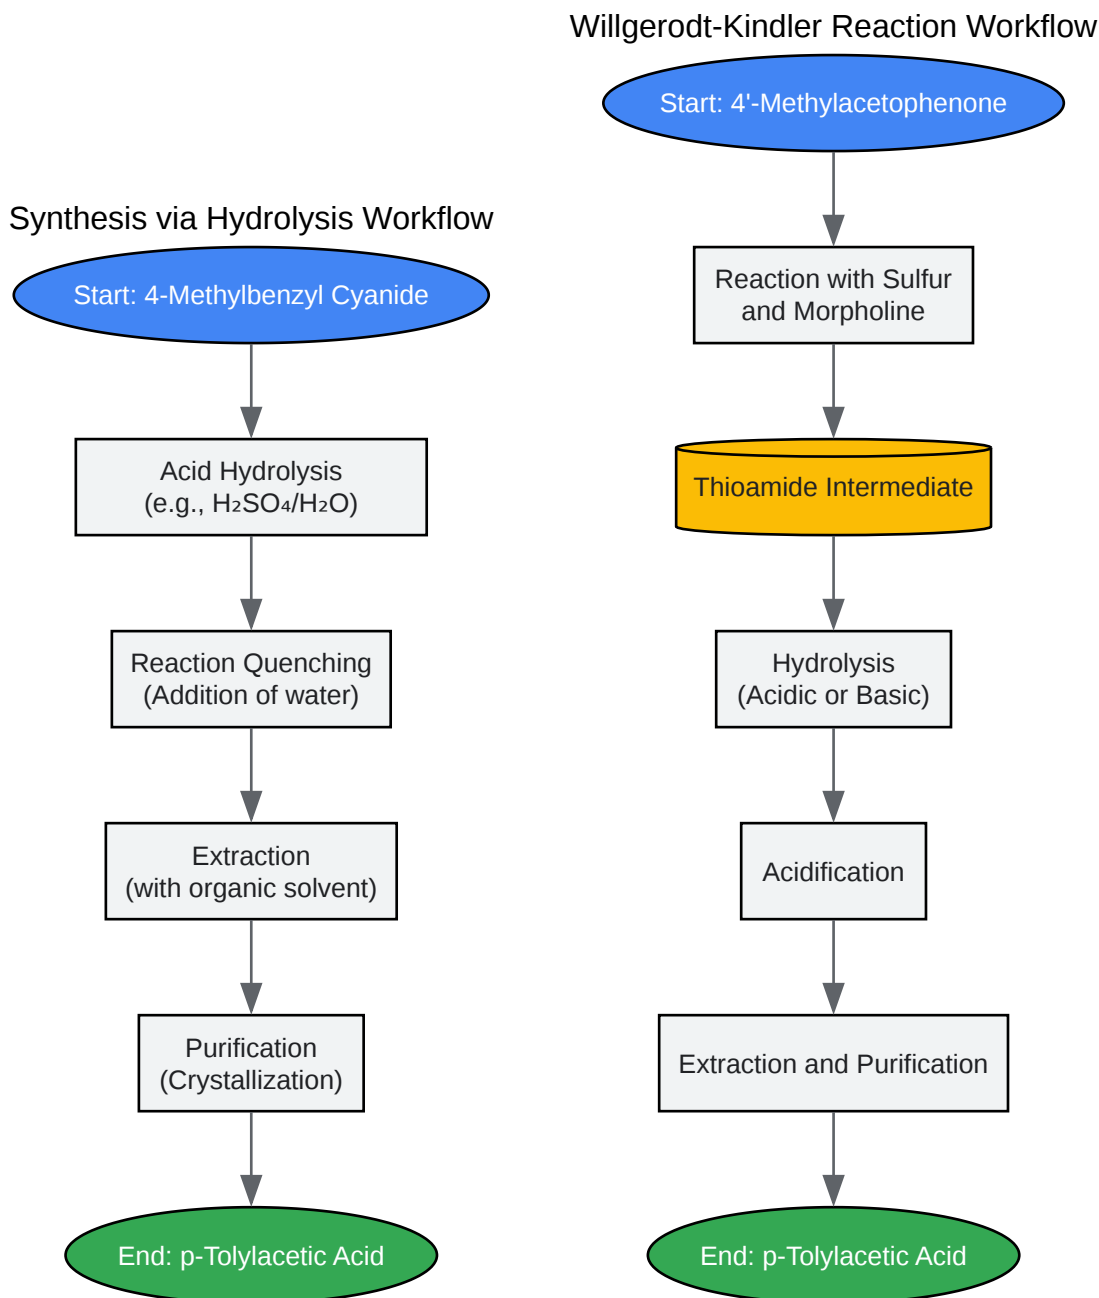 Synthesis via Hydrolysis Workflow
Start: 4-Methylbenzyl Cyanide
Acid Hydrolysis
(e.g., H₂SO₄/H₂O)
Reaction Quenching
(Addition of water)
Extraction
(with organic solvent)
Purification
(Crystallization)
End: p-Tolylacetic Acid
Willgerodt-Kindler Reaction Workflow
Start: 4'-Methylacetophenone
Reaction with Sulfur
and Morpholine
Thioamide Intermediate
Hydrolysis
(Acidic or Basic)
Acidification
Extraction and Purification
End: p-Tolylacetic Acid